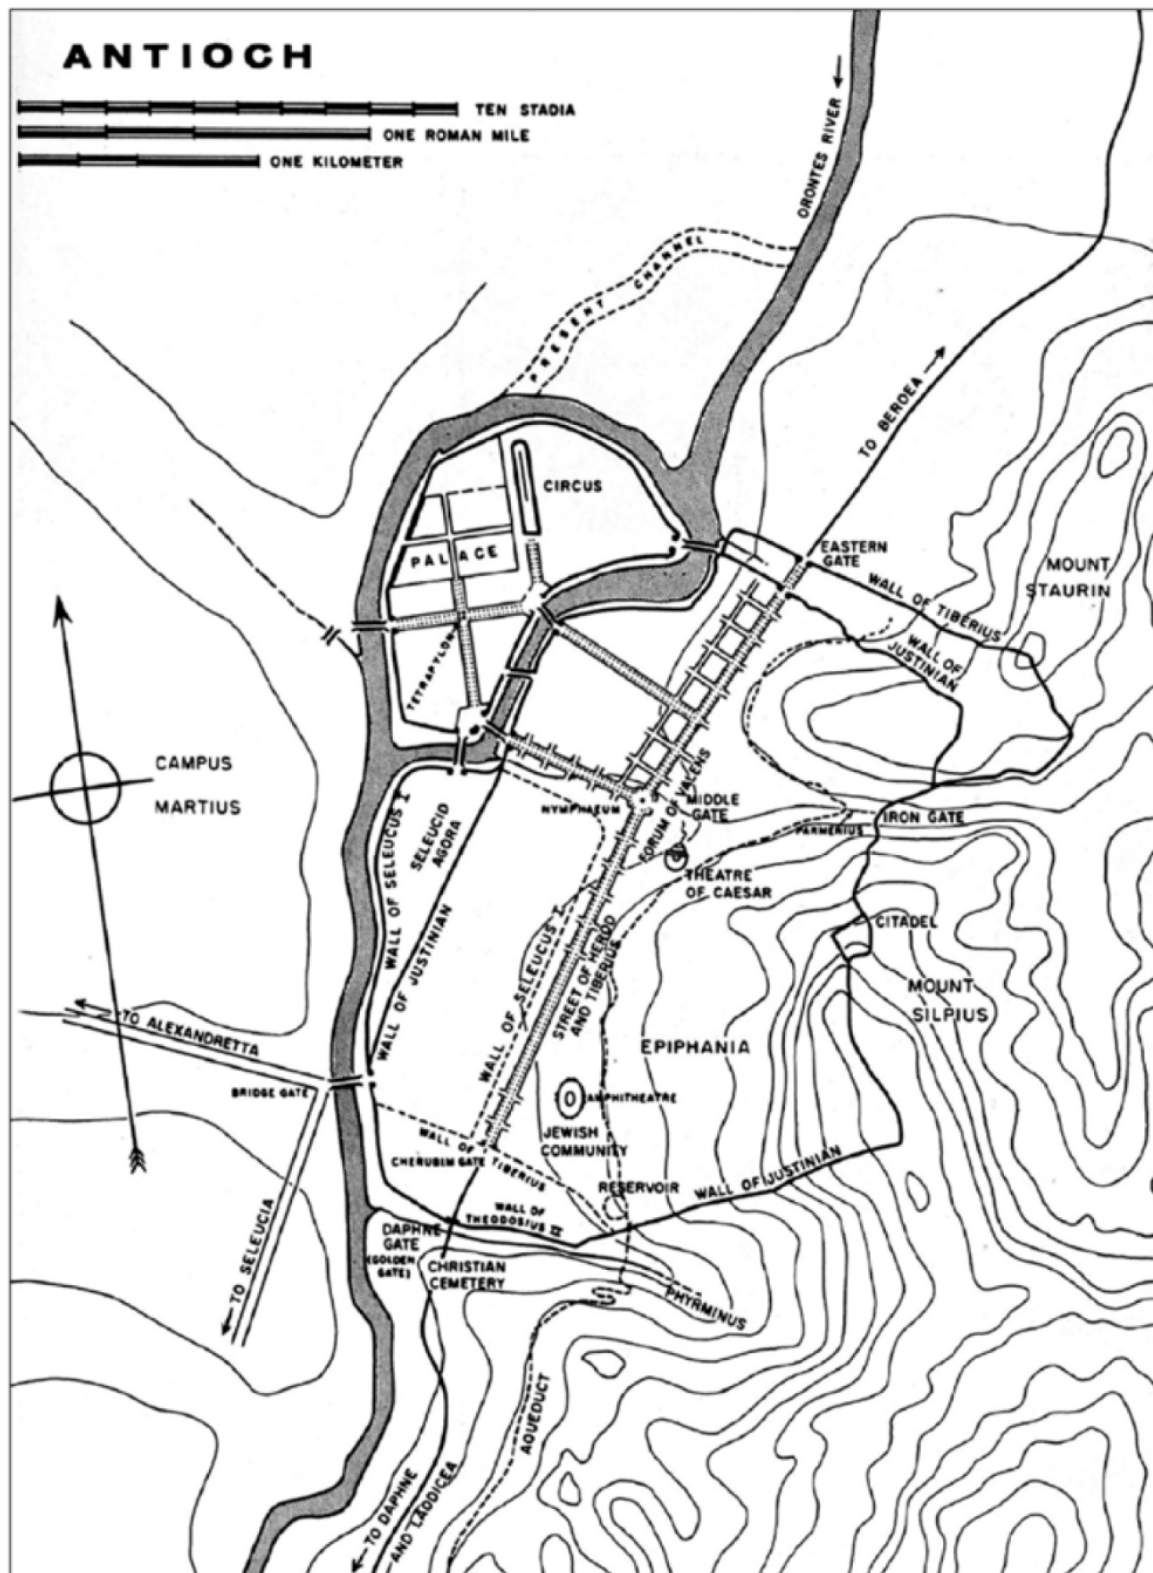 ANTIOCH
TEN STADIA
ONE ROMAN MILE
ONE KILOMETER
ORONTES RIVER
PRESENT CHANNEL
TO BEROEA
CIRCUS
PALACE
EASTERN
GATE
MOUNT
STAURIN
WALL OF TIBERIUS
WALL OF
JUSTINIAN
TETRAPYLON
CAMPUS
MARTIUS
WALL OF SELEUCUS I
SELEUCID
AGORA
NYMPHAEUM
FORUM OF VALENS
MIDDLE
GATE
PARMENIUS
IRON GATE
THEATRE
OF CAESAR
CITADEL
WALL OF JUSTINIAN
WALL OF SELEUCUS I
STREET OF HEROD
AND TIBERIUS
MOUNT
SILPIUS
EPIPHANIA
TO ALEXANDRETTA
BRIDGE GATE
AMPHITHEATRE
JEWISH
COMMUNITY
WALL OF TIBERIUS
CHERUBIM GATE
RESERVOIR
WALL OF JUSTINIAN
WALL OF
THEODOSIUS II
TO SELEUCIA
DAPHNE
GATE
(GOLDEN
GATE)
CHRISTIAN
CEMETERY
PHYRMINUS
AQUEDUCT
TO DAPHNE
AND LAODICEA